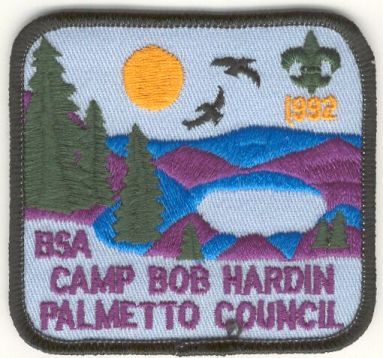 1992
BSA
CAMP BOB HARDIN
PALMETTO COUNCIL